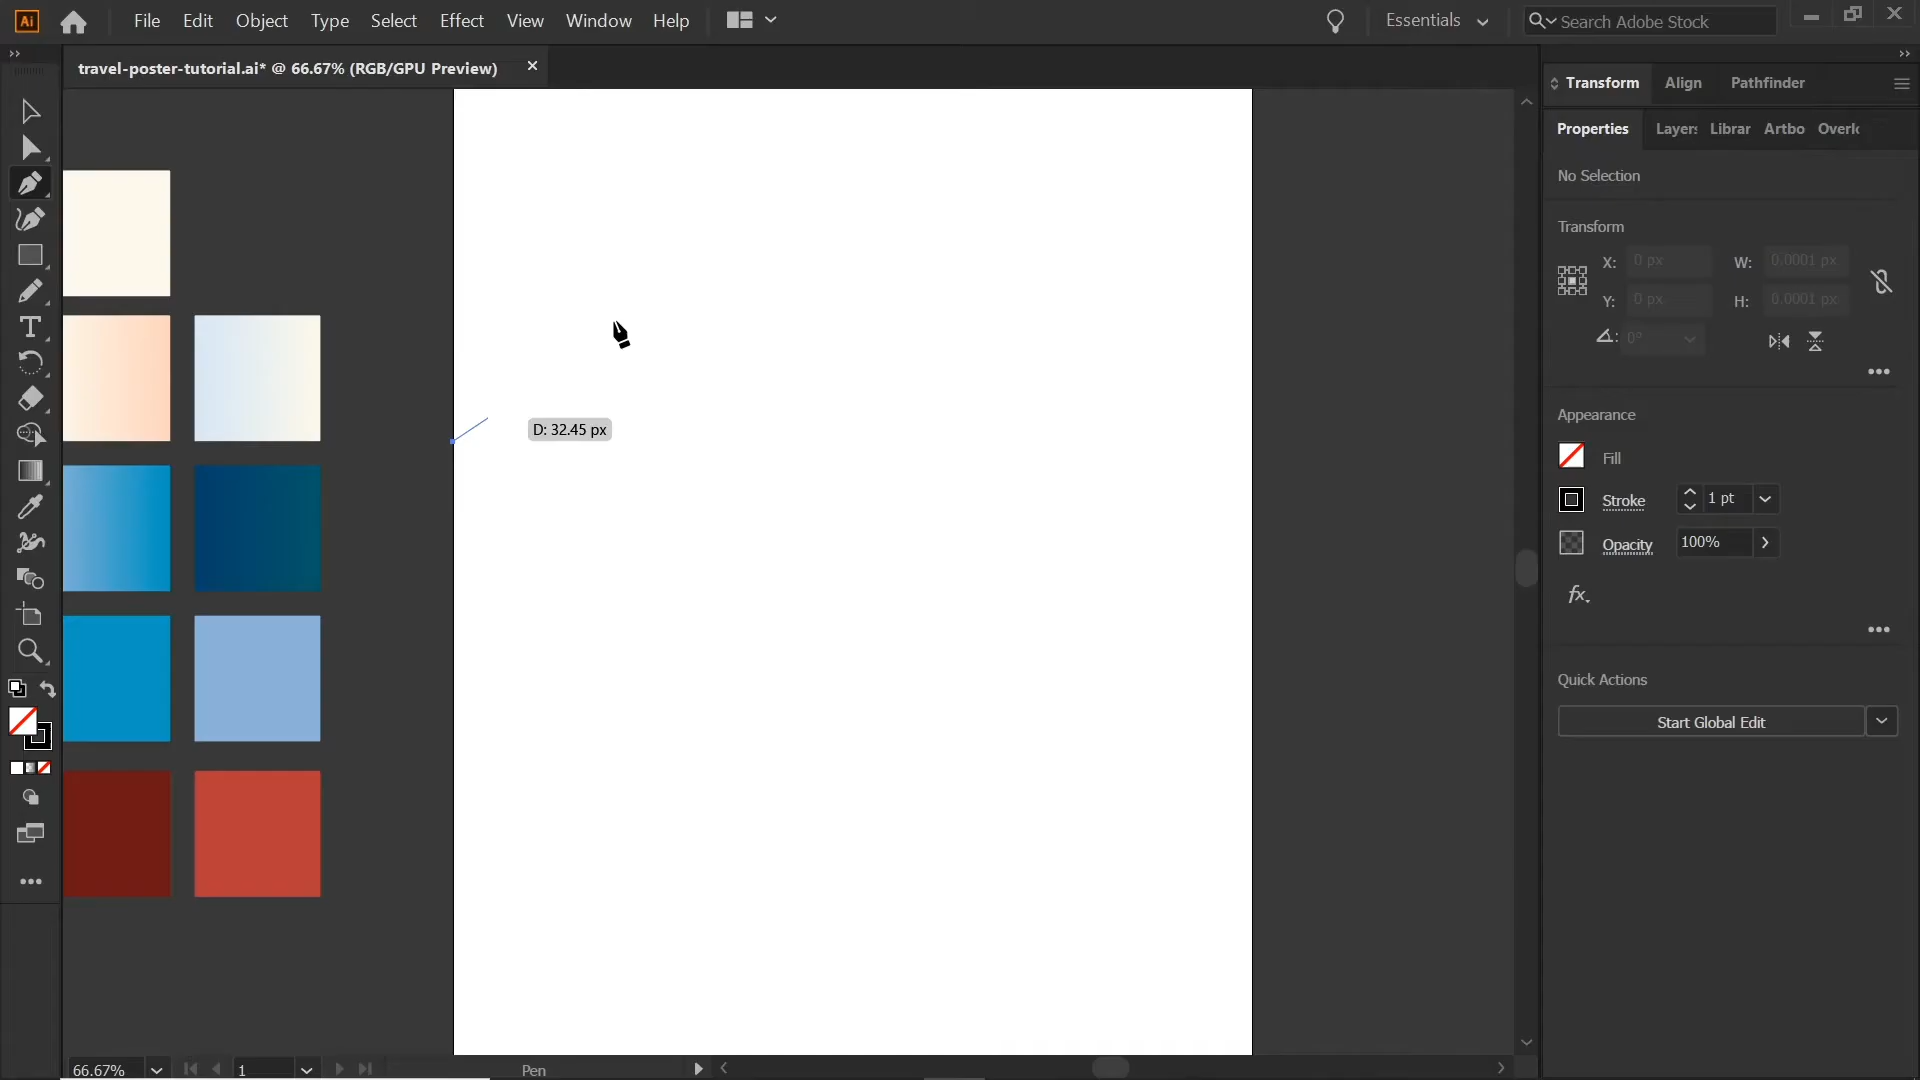 Ai File Edit Object Type Select Effect View Window Help Essentials Search Adobe Stock
travel-poster-tutorial.ai* @ 66.67% (RGB/GPU Preview)
Transform Align Pathfinder
Properties Layers Librar Artbo Overlo
No Selection
Transform
X: 0 px W: 0.0001 px
Y: 0 px H: 0.0001 px
0°
Appearance
Fill
Stroke 1 pt
Opacity 100%
fx.
D: 32.45 px
Quick Actions
Start Global Edit
66.67% 1 Pen